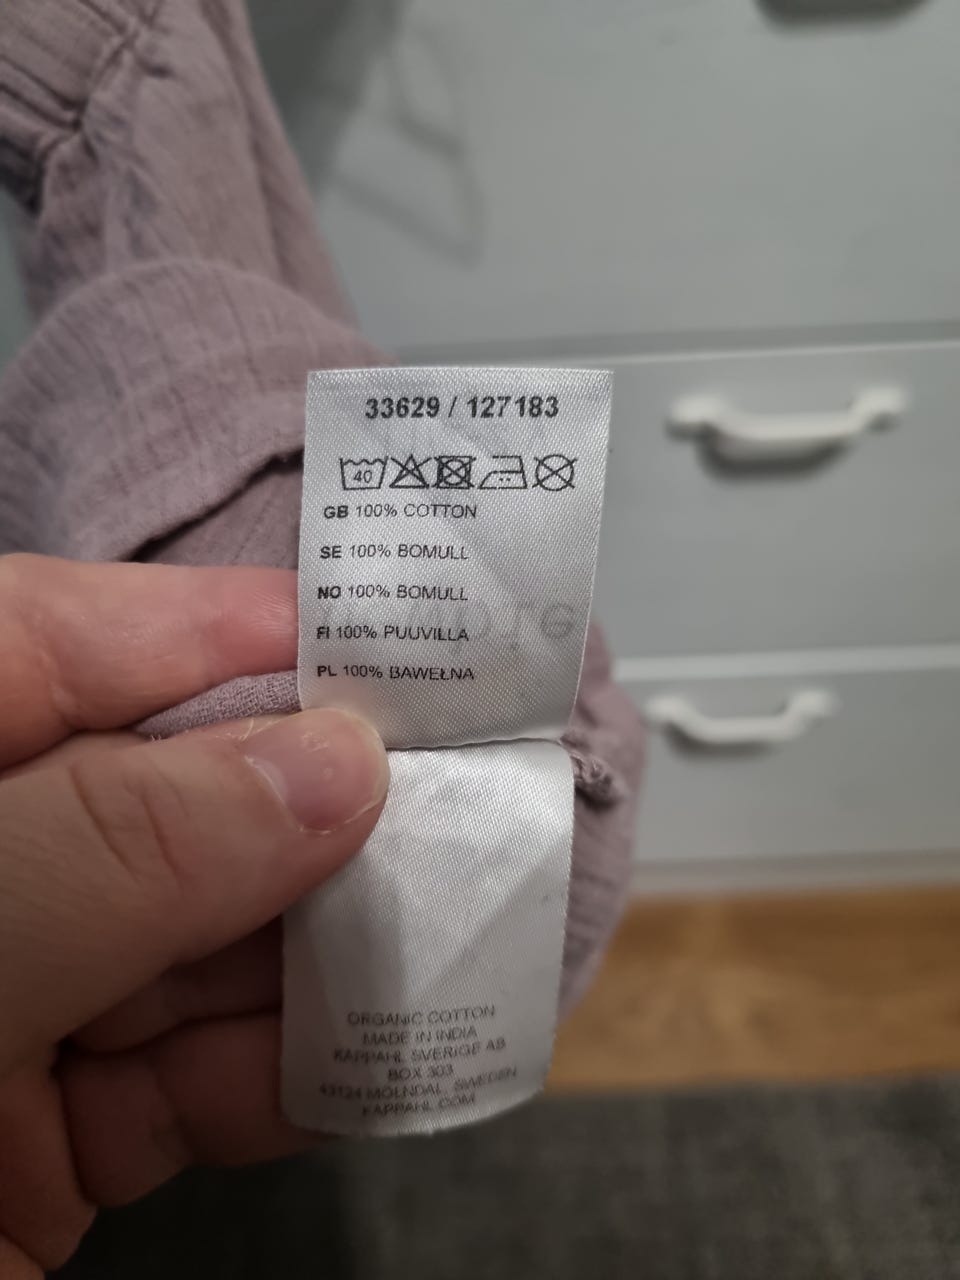 33629 / 127183
40
GB 100% COTTON
SE 100% BOMULL
NO 100% BOMULL
FI 100% PUUVILLA
PL 100% BAWEŁNA
ORGANIC COTTON
MADE IN INDIA
KAPPAHL SVERIGE AB
BOX 303
43124 MÖLNDAL, SWEDEN
KAPPAHL.COM